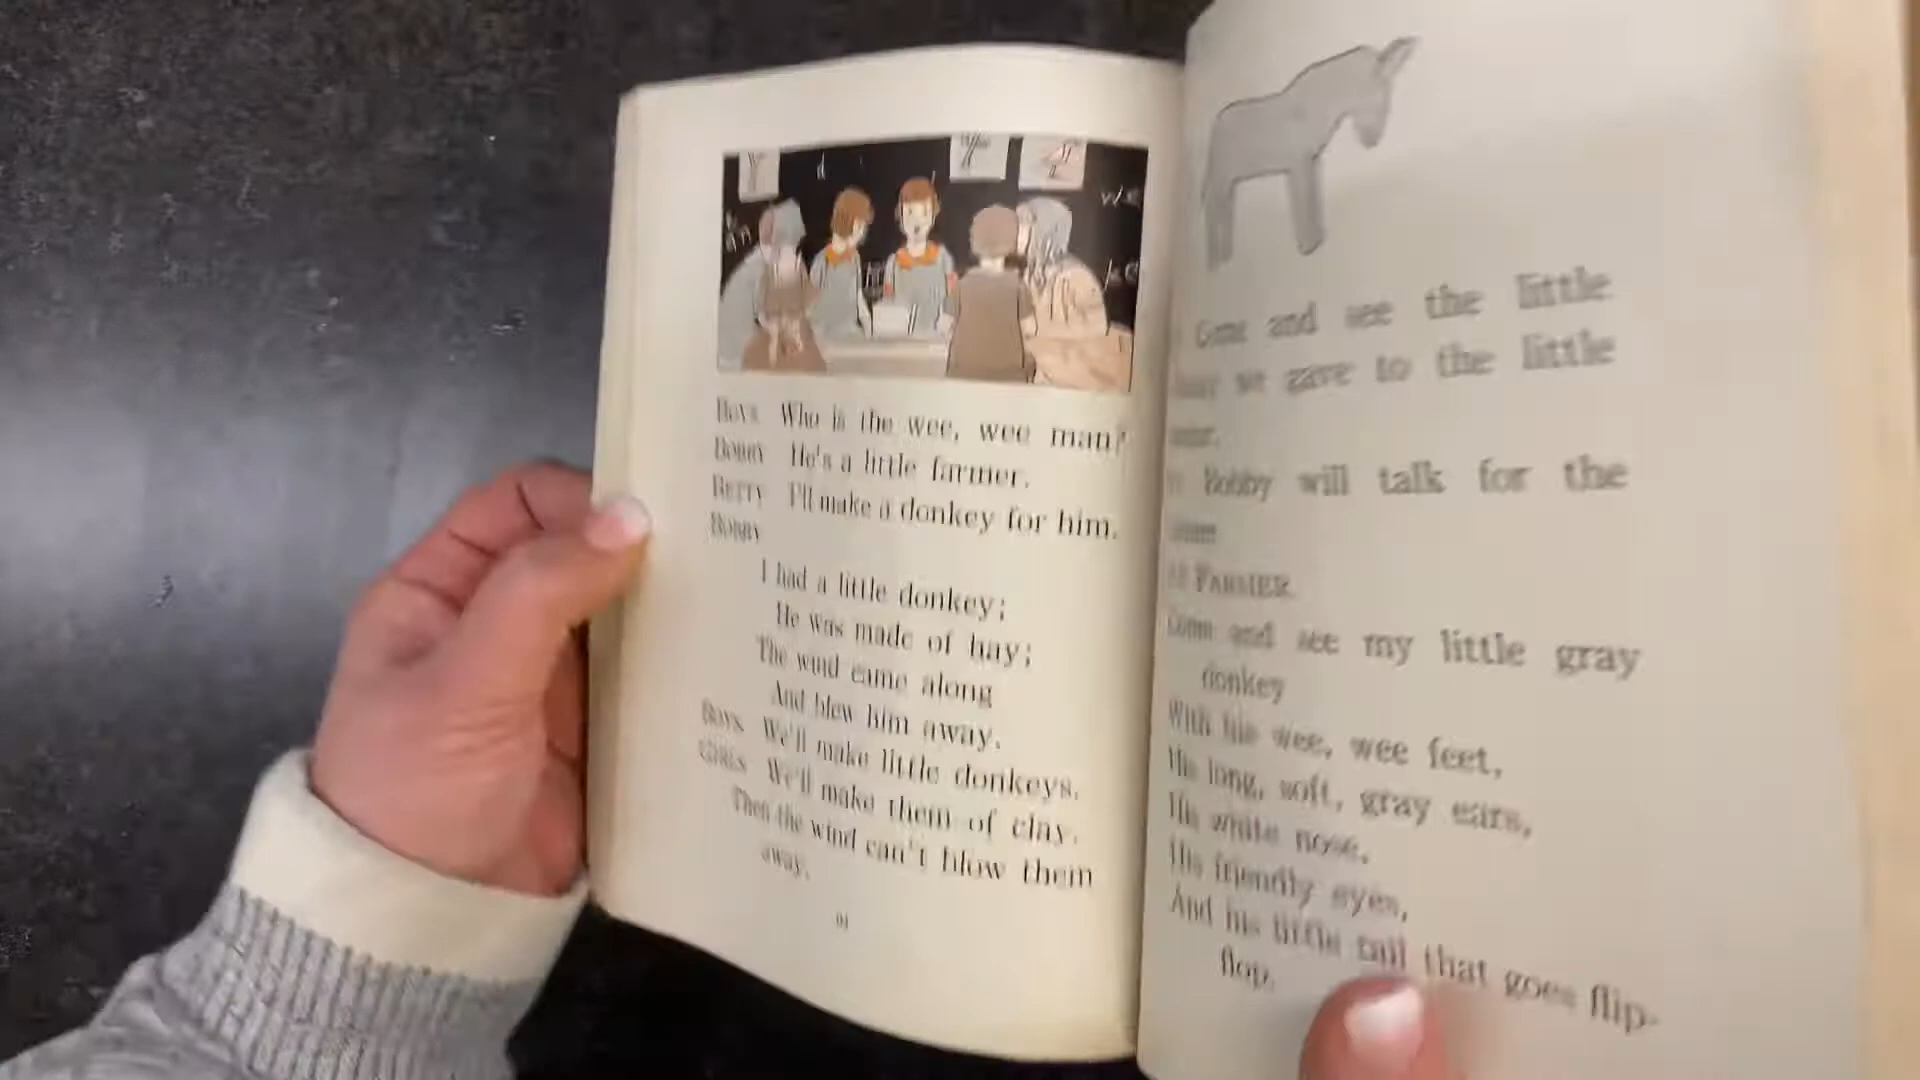 Boys Who is the wee, wee man?
Bobby He's a little farmer.
Betty I'll make a donkey for him.
Bobby
I had a little donkey;
He was made of hay;
The wind came along
And blew him away.
Boys We'll make little donkeys.
Girls We'll make them of clay.
Then the wind can't blow them
away.
Come and see the little
we gave to the little
Bobby will talk for the
Farmer
Come and see my little gray
donkey
With his wee, wee feet,
His long, soft, gray ears,
His white nose,
His friendly eyes,
And his little tail that goes flip-
flop.